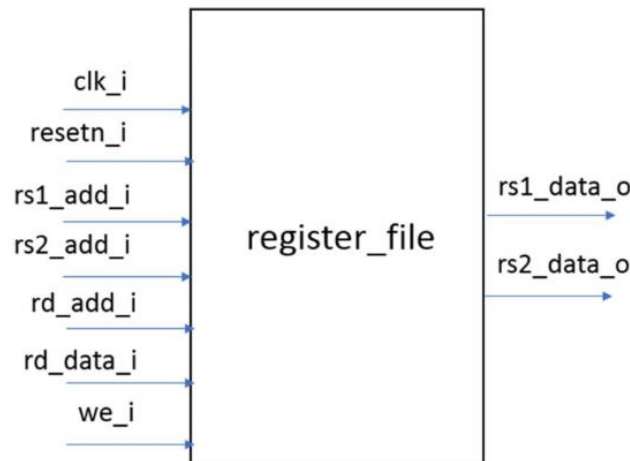 clk_i
resetn_i
rs1_add_i
rs2_add_i
rd_add_i
rd_data_i
we_i
register_file
rs1_data_o
rs2_data_o